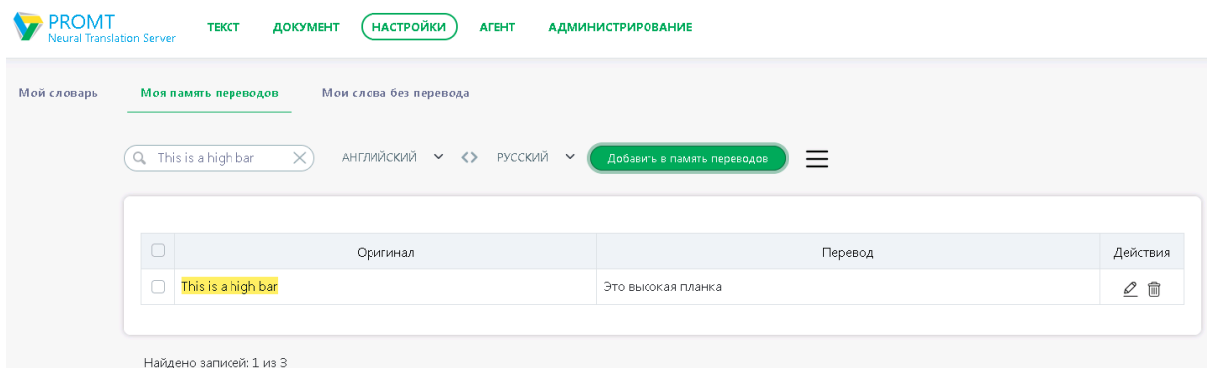 PROMT
Neural Translation Server
ТЕКСТ ДОКУМЕНТ НАСТРОЙКИ АГЕНТ АДМИНИСТРИРОВАНИЕ
Мой словарь Моя память переводов Мои слова без перевода
This is a high bar АНГЛИЙСКИЙ РУССКИЙ Добавить в память переводов
Оригинал Перевод Действия
This is a high bar Это высокая планка
Найдено записей: 1 из 3